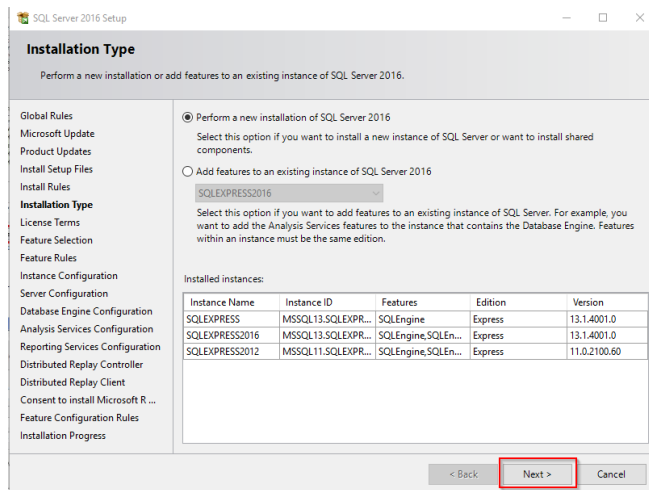 SQL Server 2016 Setup
Installation Type
Perform a new installation or add features to an existing instance of SQL Server 2016.
Global Rules
Microsoft Update
Product Updates
Install Setup Files
Install Rules
Installation Type
License Terms
Feature Selection
Feature Rules
Instance Configuration
Server Configuration
Database Engine Configuration
Analysis Services Configuration
Reporting Services Configuration
Distributed Replay Controller
Distributed Replay Client
Consent to install Microsoft R ...
Feature Configuration Rules
Installation Progress
Perform a new installation of SQL Server 2016
Select this option if you want to install a new instance of SQL Server or want to install shared
components.
Add features to an existing instance of SQL Server 2016
SQLEXPRESS2016
Select this option if you want to add features to an existing instance of SQL Server. For example, you
want to add the Analysis Services features to the instance that contains the Database Engine. Features
within an instance must be the same edition.
Installed instances:
Instance Name Instance ID Features Edition Version
SQLEXPRESS MSSQL13.SQLEXPR... SQLEngine Express 13.1.4001.0
SQLEXPRESS2016 MSSQL13.SQLEXPR... SQLEngine,SQLEn... Express 13.1.4001.0
SQLEXPRESS2012 MSSQL11.SQLEXPR... SQLEngine,SQLEn... Express 11.0.2100.60
< Back Next > Cancel